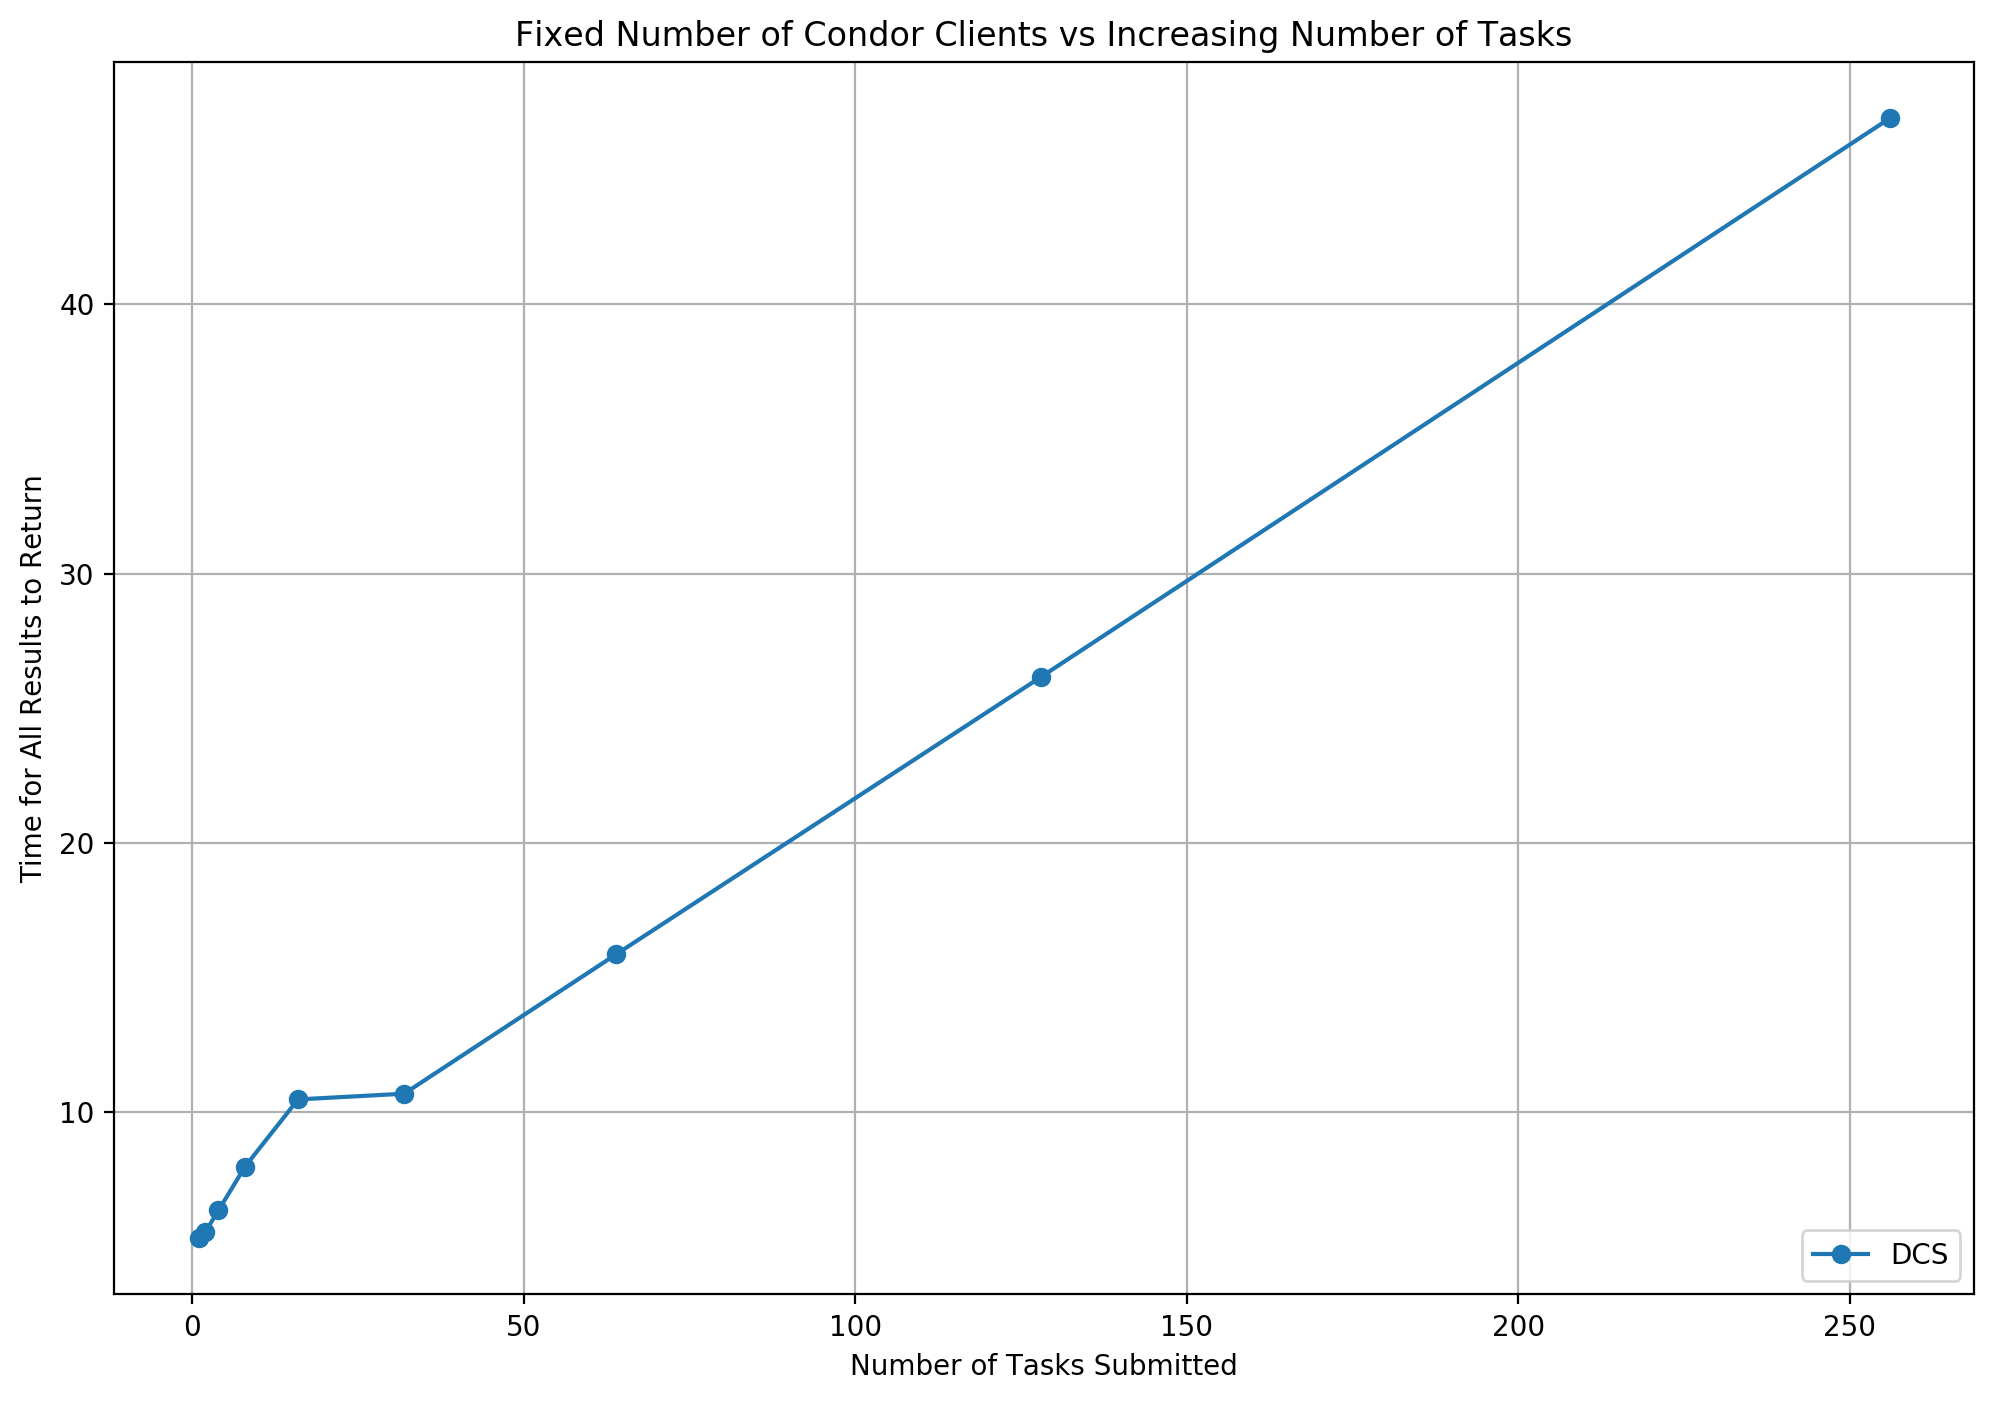 Fixed Number of Condor Clients vs Increasing Number of Tasks
Time for All Results to Return
40
30
20
10
DCS
0 50 100 150 200 250
Number of Tasks Submitted